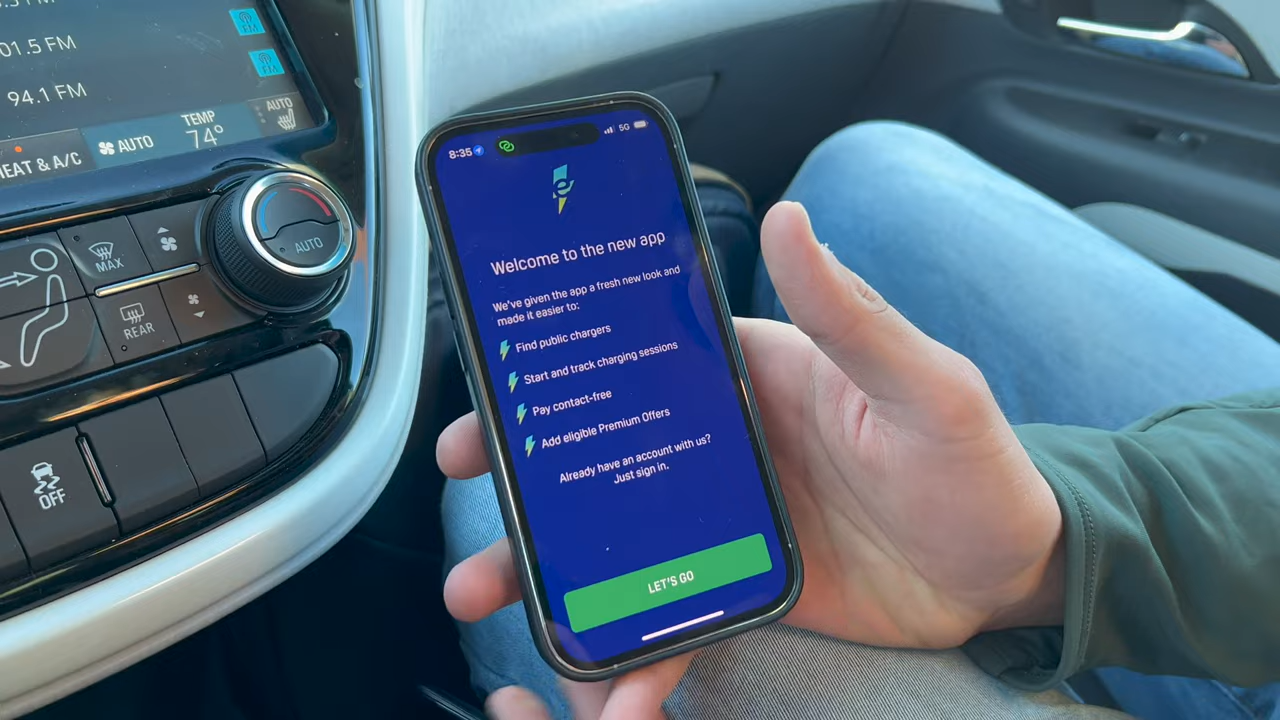 01.5 FM
94.1 FM
HEAT & A/C
AUTO
TEMP
74°
AUTO
MAX
REAR
AUTO
OFF
8:35
5G
Welcome to the new app
We've given the app a fresh new look and
made it easier to:
Find public chargers
Start and track charging sessions
Pay contact-free
Add eligible Premium Offers
Already have an account with us?
Just sign in.
LET'S GO